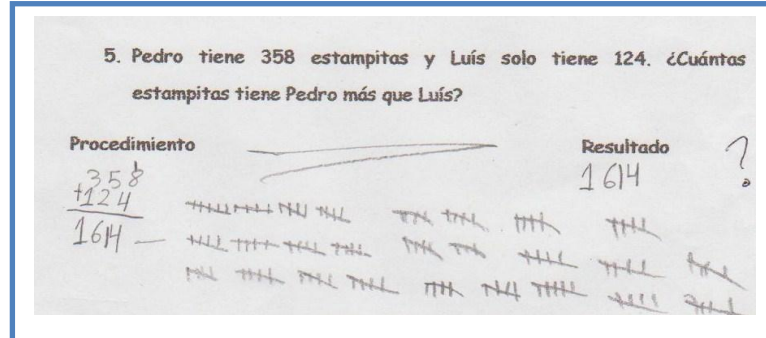 5. Pedro tiene 358 estampitas y Luís solo tiene 124. ¿Cuántas
estampitas tiene Pedro más que Luís?
Procedimiento
Resultado
358
+124
1614
1614
?